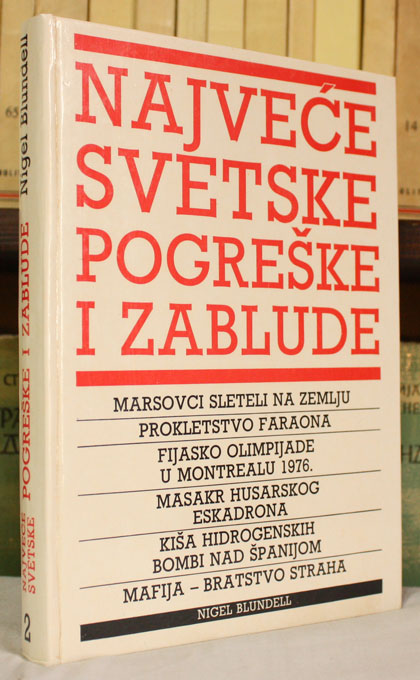 NAJVEĆE
SVETSKE
POGREŠKE
I ZABLUDE
MARSOVCI SLETELI NA ZEMLJU
PROKLETSTVO FARAONA
FIJASKO OLIMPIJADE
U MONTREALU 1976.
MASAKR HUSARSKOG
ESKADRONA
KIŠA HIDROGENSKIH
BOMBI NAD ŠPANIJOM
MAFIJA – BRATSTVO STRAHA
NIGEL BLUNDELL
2 NAJVEĆE
SVETSKE POGREŠKE I ZABLUDE Nigel Blundell